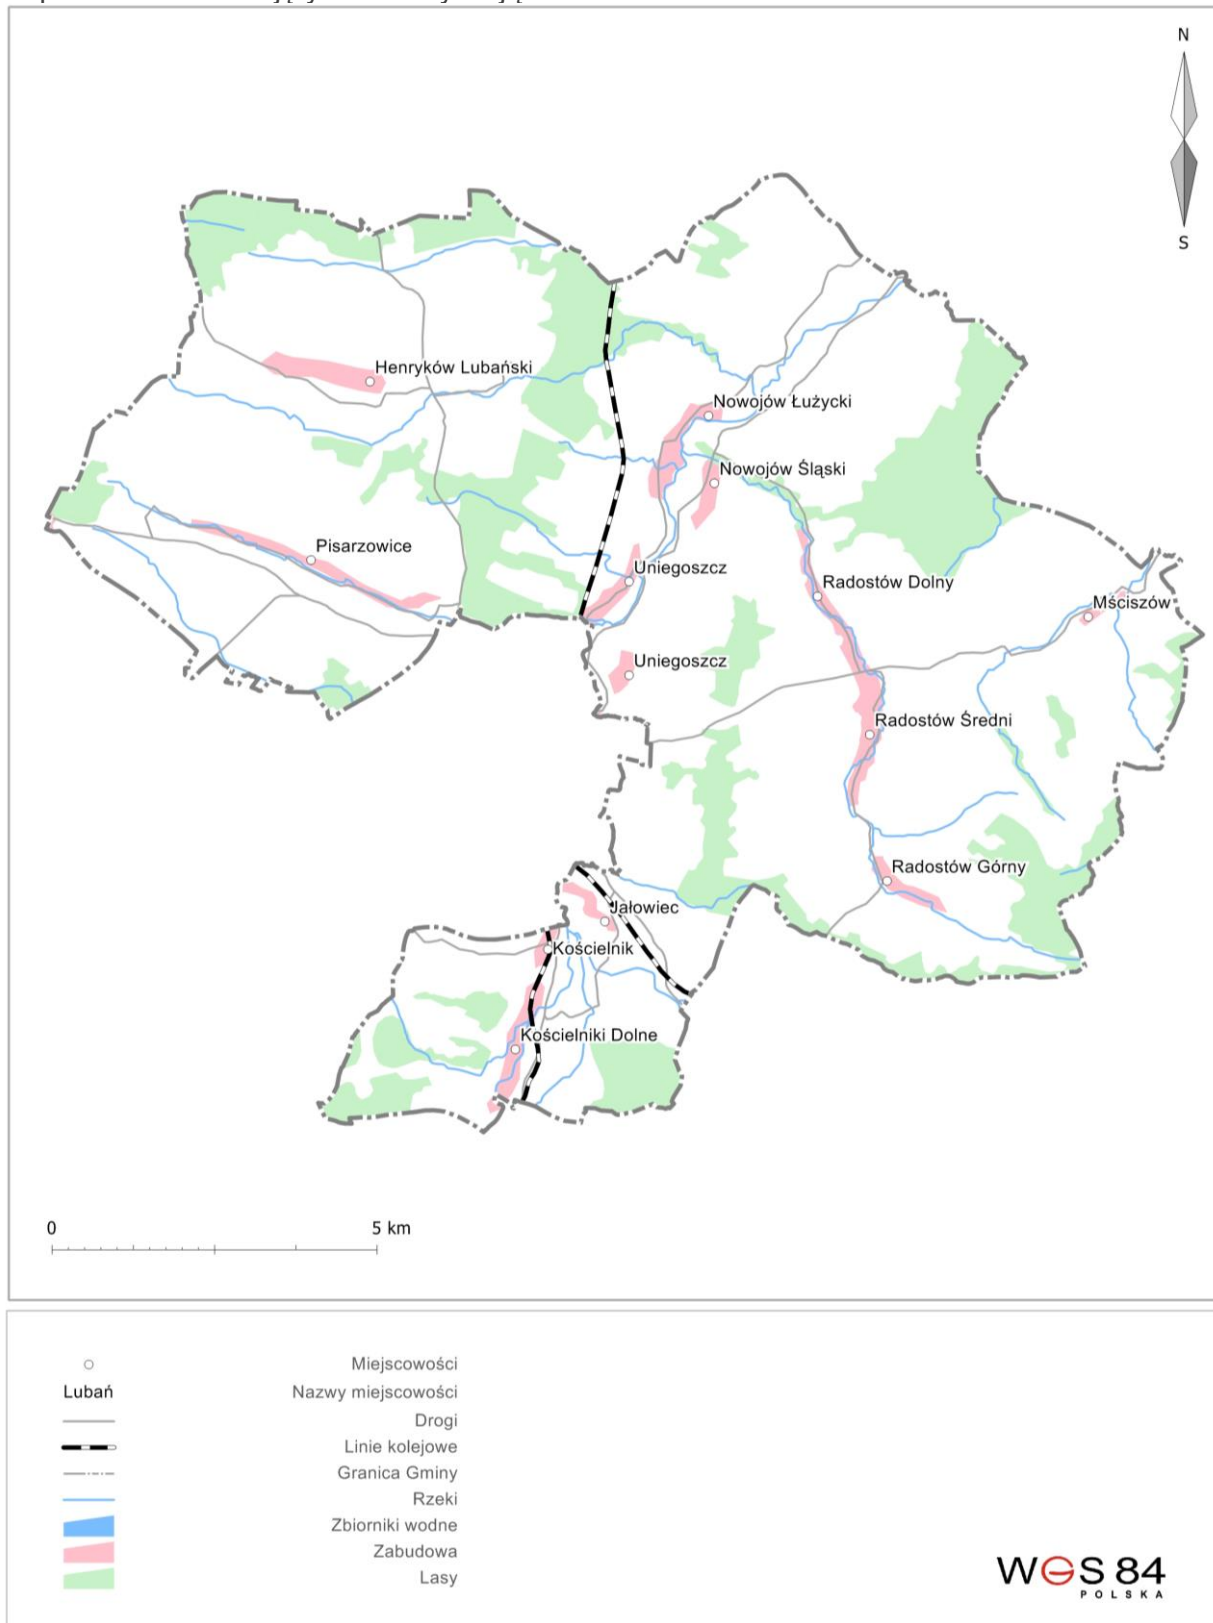 N
S
Henryków Lubański
Nowojów Łużycki
Nowojów Śląski
Pisarzowice
Uniegoszcz
Radostów Dolny
Mściszów
Uniegoszcz
Radostów Średni
Radostów Górny
Jałowiec
Kościelnik
Kościelniki Dolne
0 5 km
Miejscowości
Lubań Nazwy miejscowości
Drogi
Linie kolejowe
Granica Gminy
Rzeki
Zbiorniki wodne
Zabudowa
Lasy
WGS 84
POLSKA